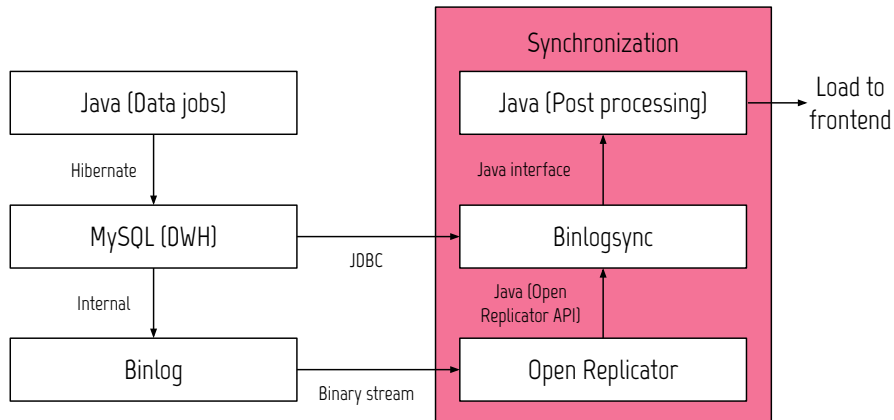 Synchronization
Java (Data jobs)
Java (Post processing)
Load to
frontend
Hibernate
Java interface
MySQL (DWH)
Binlogsync
JDBC
Internal
Java (Open
Replicator API)
Binlog
Open Replicator
Binary stream